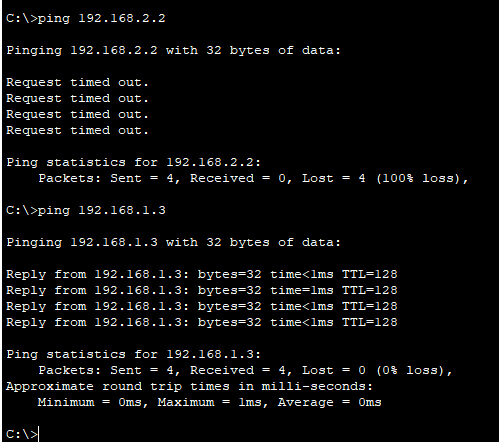 C:\>ping 192.168.2.2
Pinging 192.168.2.2 with 32 bytes of data:
Request timed out.
Request timed out.
Request timed out.
Request timed out.
Ping statistics for 192.168.2.2:
    Packets: Sent = 4, Received = 0, Lost = 4 (100% loss),
C:\>ping 192.168.1.3
Pinging 192.168.1.3 with 32 bytes of data:
Reply from 192.168.1.3: bytes=32 time<1ms TTL=128
Reply from 192.168.1.3: bytes=32 time=1ms TTL=128
Reply from 192.168.1.3: bytes=32 time<1ms TTL=128
Reply from 192.168.1.3: bytes=32 time<1ms TTL=128
Ping statistics for 192.168.1.3:
    Packets: Sent = 4, Received = 4, Lost = 0 (0% loss),
Approximate round trip times in milli-seconds:
    Minimum = 0ms, Maximum = 1ms, Average = 0ms
C:\>